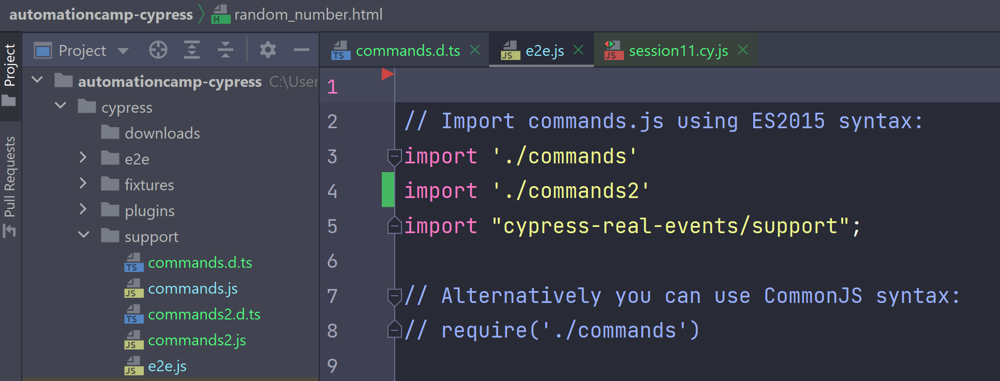 automationcamp-cypress
random_number.html
Project
Pull Requests
Project
automationcamp-cypress C:\User
cypress
downloads
e2e
fixtures
plugins
support
commands.d.ts
commands.js
commands2.d.ts
commands2.js
e2e.js
commands.d.ts
e2e.js
session11.cy.js
1
2 // Import commands.js using ES2015 syntax:
3 import './commands'
4 import './commands2'
5 import "cypress-real-events/support";
6
7 // Alternatively you can use CommonJS syntax:
8 // require('./commands')
9